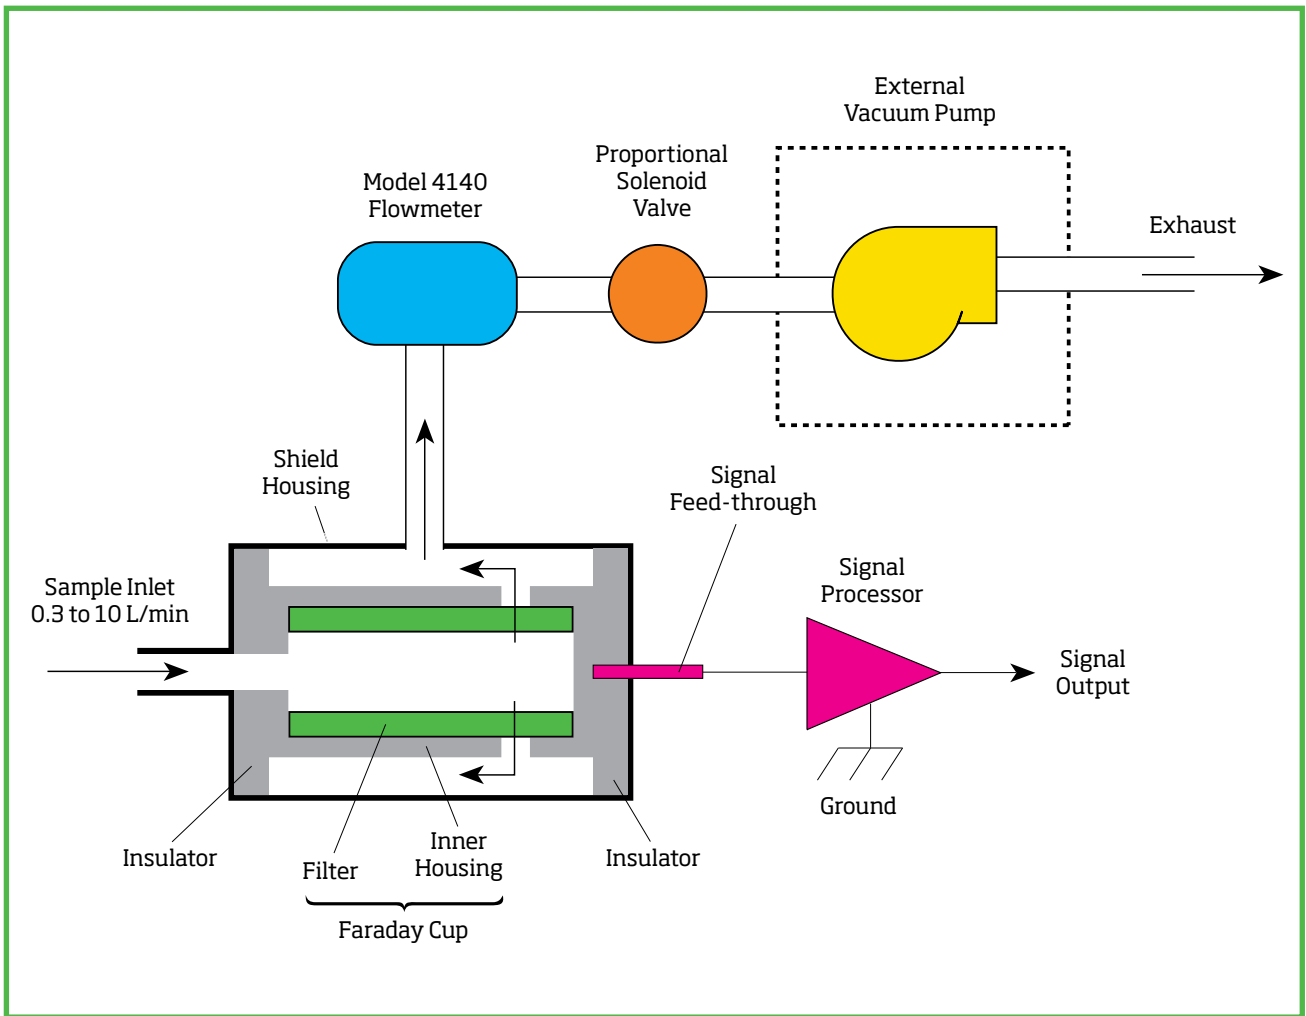 External
Vacuum Pump
Proportional
Solenoid
Valve
Model 4140
Flowmeter
Exhaust
Shield
Housing
Signal
Feed-through
Sample Inlet
0.3 to 10 L/min
Signal
Processor
Signal
Output
Ground
Insulator
Filter
Inner
Housing
Insulator
Faraday Cup